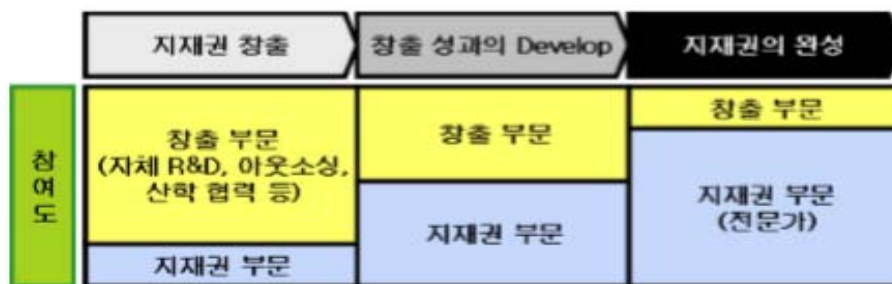 지재권 창출
창출 성과의 Develop
지재권의 완성
참여도
창출 부문
(자체 R&D, 아웃소싱,
산학 협력 등)
지재권 부문
창출 부문
지재권 부문
창출 부문
지재권 부문
(전문가)